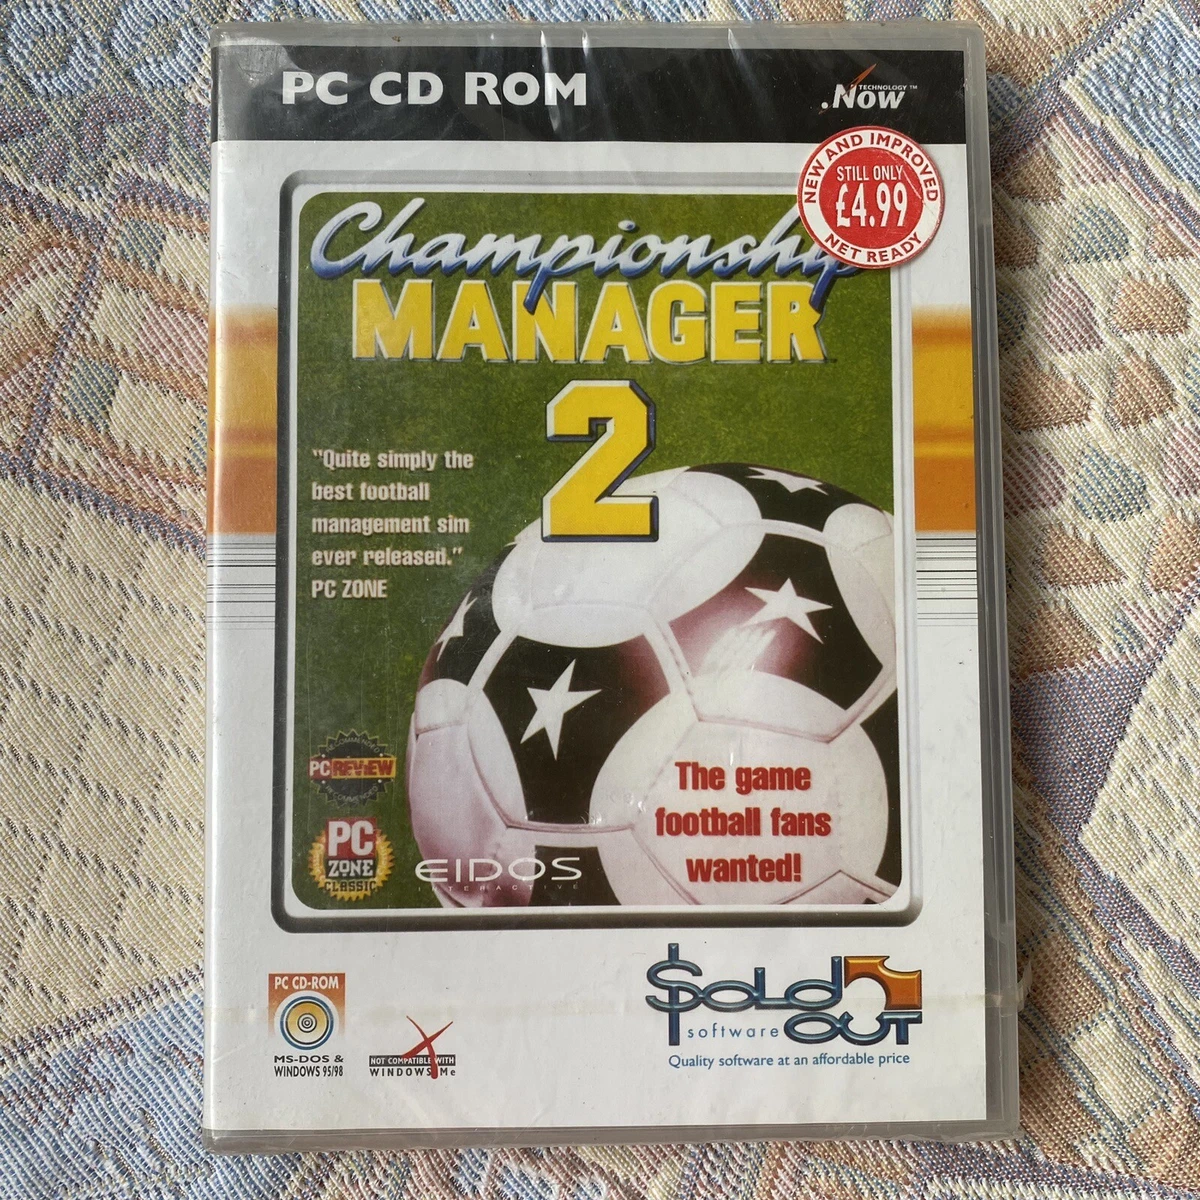 PC CD ROM
TECHNOLOGY ™
.Now
NEW AND IMPROVED
STILL ONLY
£4.99
NET READY
Championship
MANAGER
2
"Quite simply the
best football
management sim
ever released."
PC ZONE
RECOMMENDED
PC REVIEW
PC
ZONE
CLASSIC
EIDOS
INTERACTIVE
The game
football fans
wanted!
PC CD-ROM
MS-DOS &
WINDOWS 95/98
NOT COMPATIBLE WITH
WINDOWS Me
SOLD
software OUT
Quality software at an affordable price